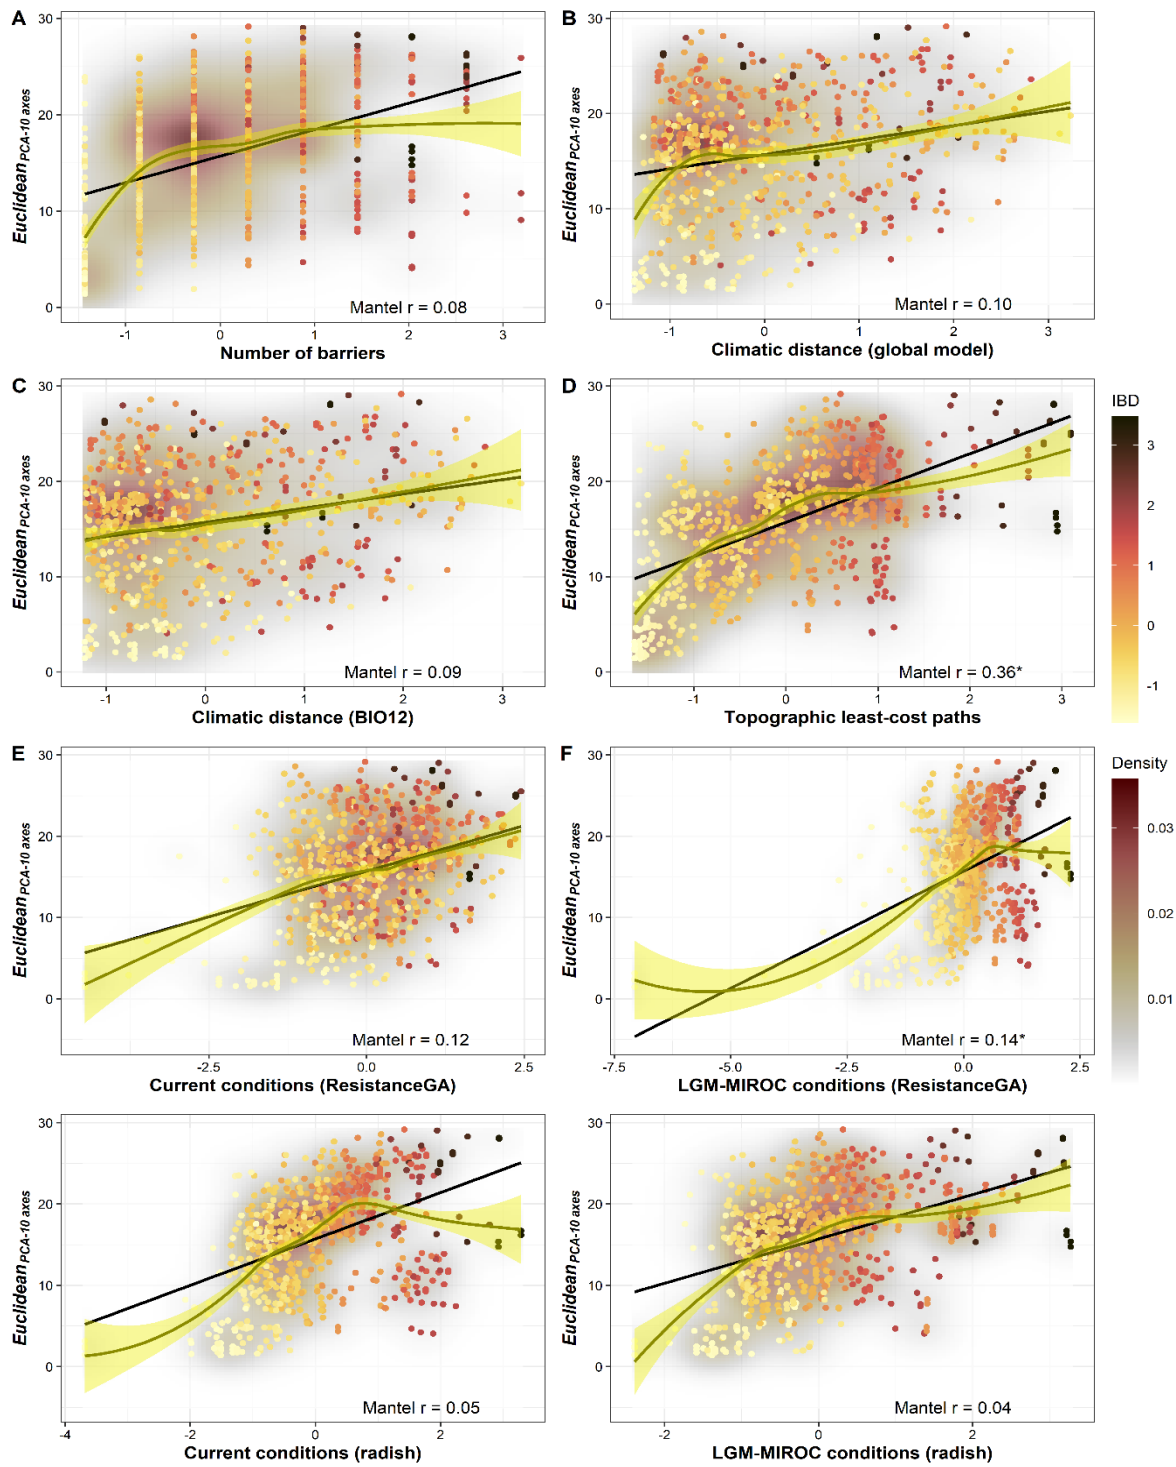 A
30
20
10
0
Euclidean PCA-10 axes
Mantel r = 0.08
-1 0 1 2 3
Number of barriers
B
30
20
10
0
Euclidean PCA-10 axes
Mantel r = 0.10
-1 0 1 2 3
Climatic distance (global model)
C
30
20
10
0
Euclidean PCA-10 axes
Mantel r = 0.09
-1 0 1 2 3
Climatic distance (BIO12)
D
30
20
10
0
Euclidean PCA-10 axes
Mantel r = 0.36*
-1 0 1 2 3
Topographic least-cost paths
IBD
3
2
1
0
-1
E
30
20
10
0
Euclidean PCA-10 axes
Mantel r = 0.12
-2.5 0.0 2.5
Current conditions (ResistanceGA)
F
30
20
10
0
Euclidean PCA-10 axes
Mantel r = 0.14*
-7.5 -5.0 -2.5 0.0 2.5
LGM-MIROC conditions (ResistanceGA)
Density
0.03
0.02
0.01
30
20
10
0
Euclidean PCA-10 axes
Mantel r = 0.05
-4 -2 0 2
Current conditions (radish)
30
20
10
0
Euclidean PCA-10 axes
Mantel r = 0.04
-2 0 2
LGM-MIROC conditions (radish)